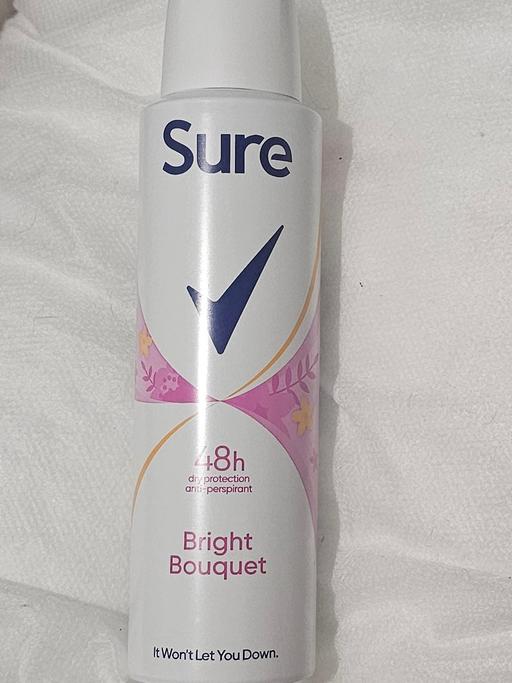 Sure
48h
dry protection
anti-perspirant
Bright
Bouquet
It Won't Let You Down.